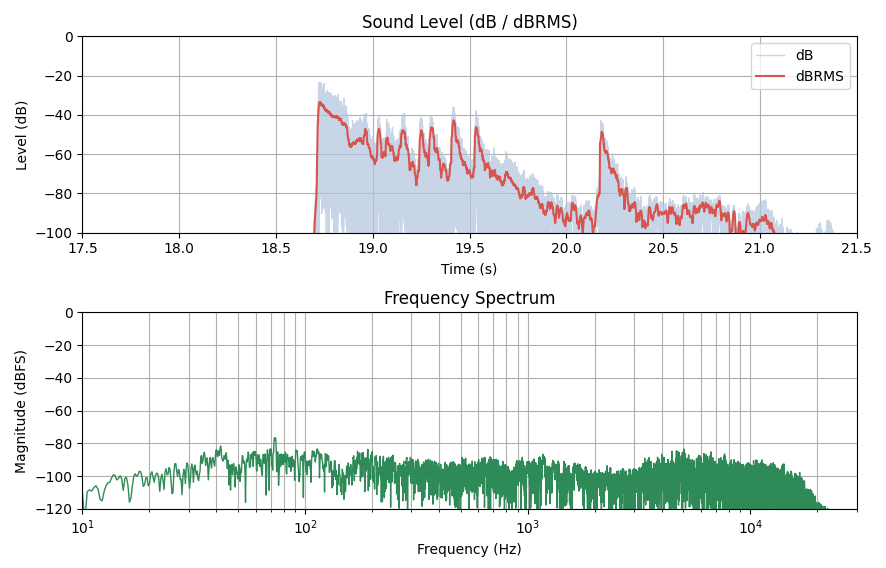 Sound Level (dB / dBRMS)
0
−20
−40
−60
−80
−100
Level (dB)
dB
dBRMS
17.5 18.0 18.5 19.0 19.5 20.0 20.5 21.0 21.5
Time (s)
Frequency Spectrum
0
−20
−40
−60
−80
−100
−120
Magnitude (dBFS)
10¹ 10² 10³ 10⁴
Frequency (Hz)